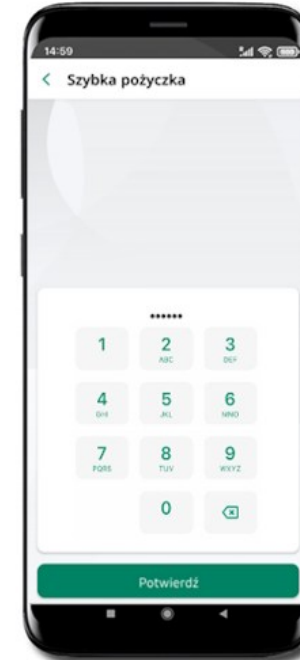 14:59
Szybka pożyczka
••••••
1 2 3
ABC DEF
4 5 6
GHI JKL MNO
7 8 9
PQRS TUV WXYZ
0
Potwierdź